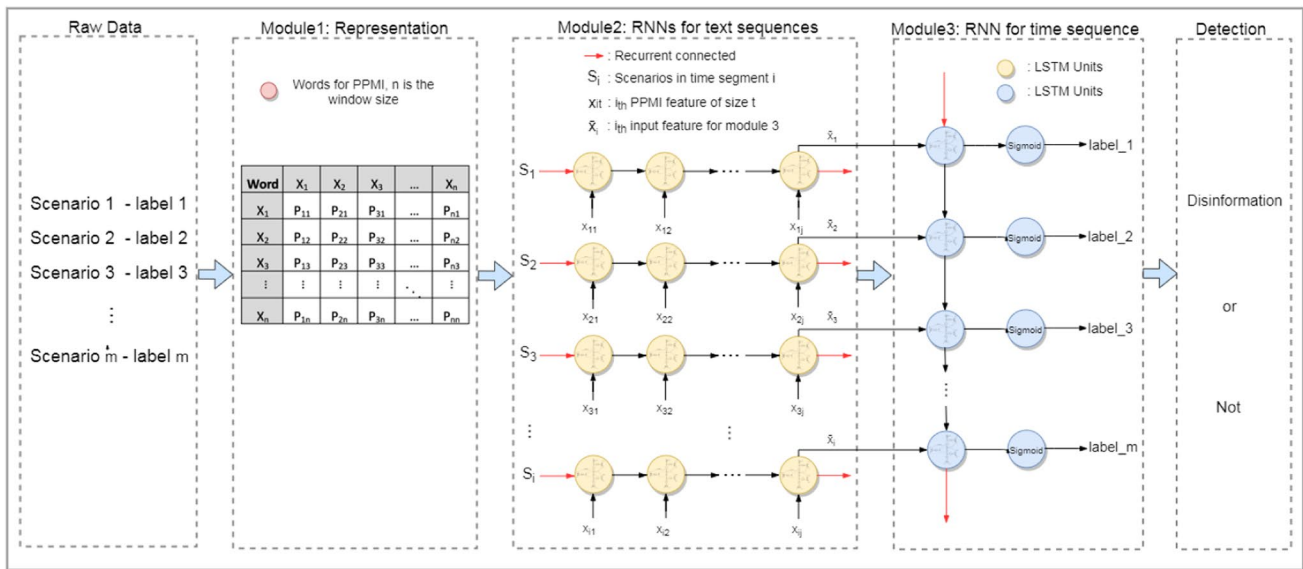 Raw Data
Scenario 1 - label 1
Scenario 2 - label 2
Scenario 3 - label 3
⋮
Scenario m - label m
Module1: Representation
Words for PPMI, n is the
window size
Word X₁ X₂ X₃ ... Xₙ
X₁ P₁₁ P₂₁ P₃₁ ... Pₙ₁
X₂ P₁₂ P₂₂ P₃₂ ... Pₙ₂
X₃ P₁₃ P₂₃ P₃₃ ... Pₙ₃
⋮ ⋮ ⋮ ⋮ ⋱ ⋮
Xₙ P₁ₙ P₂ₙ P₃ₙ ... Pₙₙ
Module2: RNNs for text sequences
: Recurrent connected
Sᵢ : Scenarios in time segment i
xit : ith PPMI feature of size t
x̄ᵢ : ith input feature for module 3
S₁ ... x̄₁
x₁₁ x₁₂ x₁ⱼ
S₂ ... x̄₂
x₂₁ x₂₂ x₂ⱼ
S₃ ... x̄₃
x₃₁ x₃₂ x₃ⱼ
⋮ ⋮
Sᵢ ... x̄ᵢ
xᵢ₁ xᵢ₂ xᵢⱼ
Module3: RNN for time sequence
: LSTM Units
: LSTM Units
Sigmoid label_1
Sigmoid label_2
Sigmoid label_3
⋮
Sigmoid label_m
Detection
Disinformation
or
Not